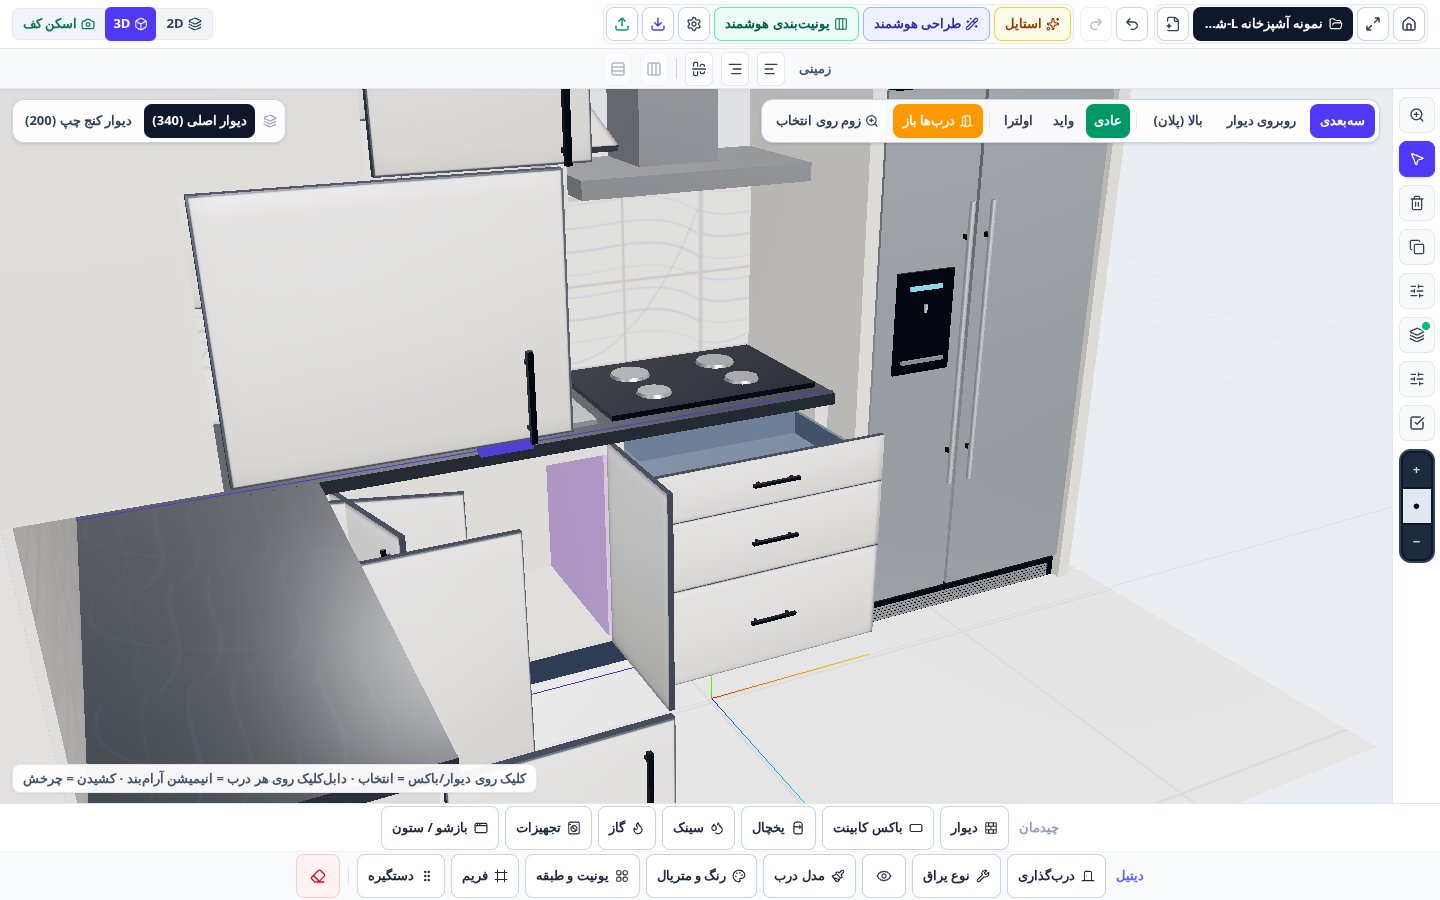 نمونه آشپزخانه L-ش...
استایل
طراحی هوشمند
یونیت‌بندی هوشمند
2D
3D
اسکن کف
زمینی
سه‌بعدی
روبروی دیوار
بالا (پلان)
عادی
واید
اولترا
درب‌ها باز
زوم روی انتخاب
دیوار اصلی (340)
دیوار کنج چپ (200)
+
−
کلیک روی دیوار/باکس = انتخاب · دابل‌کلیک روی هر درب = انیمیشن آرام‌بند · کشیدن = چرخش
چیدمان
دیوار
باکس کابینت
یخچال
سینک
گاز
تجهیزات
بازشو / ستون
دیتیل
درب‌گذاری
نوع یراق
مدل درب
رنگ و متریال
یونیت و طبقه
فریم
دستگیره